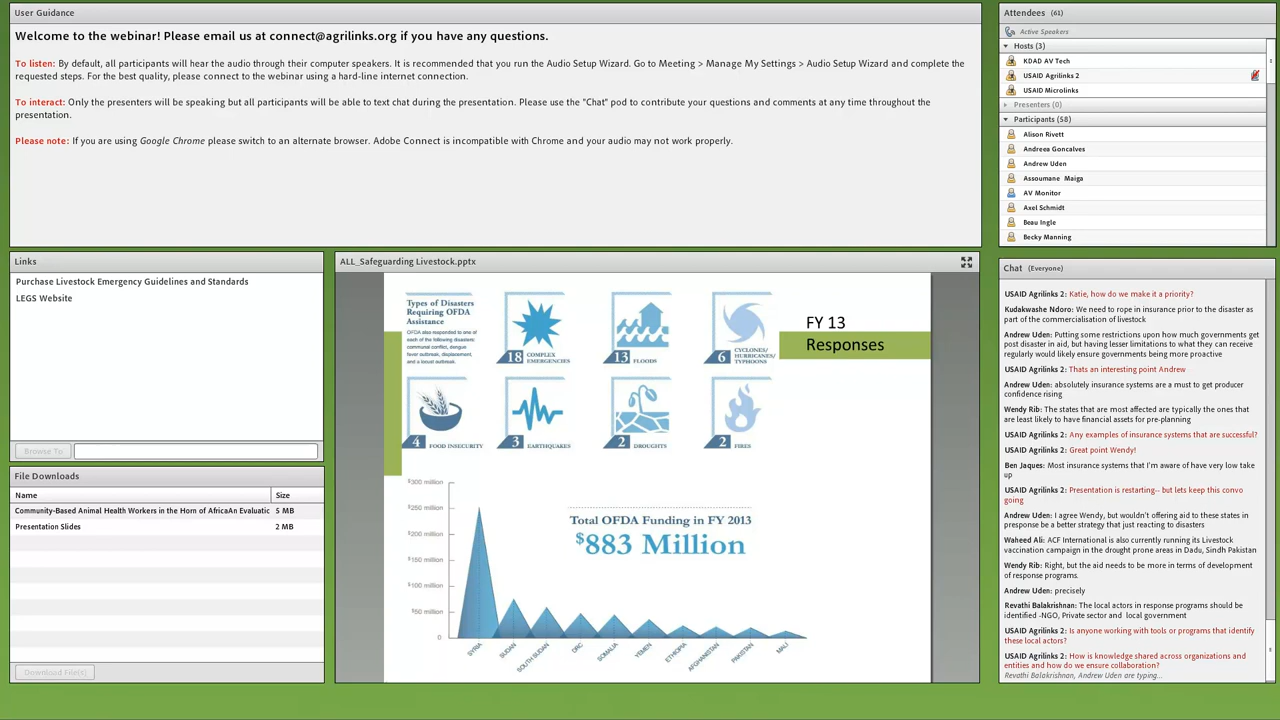 User Guidance
Welcome to the webinar! Please email us at connect@agrilinks.org if you have any questions.
To listen: By default, all participants will hear the audio through their computer speakers. It is recommended that you run the Audio Setup Wizard. Go to Meeting > Manage My Settings > Audio Setup Wizard and complete the
requested steps. For the best quality, please connect to the webinar using a hard-line internet connection.
To interact: Only the presenters will be speaking but all participants will be able to text chat during the presentation. Please use the "Chat" pod to contribute your questions and comments at any time throughout the
presentation.
Please note: If you are using Google Chrome please switch to an alternate browser. Adobe Connect is incompatible with Chrome and your audio may not work properly.
Attendees (61)
Active Speakers
Hosts (3)
KDAD AV Tech
USAID Agrilinks 2
USAID Microlinks
Presenters (0)
Participants (58)
Alison Rivett
Andreea Goncalves
Andrew Uden
Assoumane Maiga
AV Monitor
Axel Schmidt
Beau Ingle
Becky Manning
Links
Purchase Livestock Emergency Guidelines and Standards
LEGS Website
Browse To
File Downloads
Name Size
Community-Based Animal Health Workers in the Horn of AfricaAn Evaluatic 5 MB
Presentation Slides 2 MB
Download File(s)
ALL_Safeguarding Livestock.pptx
Types of Disasters
Requiring OFDA
Assistance
OFDA also responded to one of
each of the following disasters:
communal conflict, dengue
fever outbreak, displacement,
and a locust outbreak.
18 COMPLEX
EMERGENCIES
13 FLOODS
6 CYCLONES/
HURRICANES/
TYPHOONS
FY 13
Responses
4 FOOD INSECURITY
3 EARTHQUAKES
2 DROUGHTS
2 FIRES
$300 million
$250 million
$200 million
$150 million
$100 million
$50 million
0
Total OFDA Funding in FY 2013
$883 Million
SYRIA
SUDAN
SOUTH SUDAN
DRC
SOMALIA
YEMEN
ETHIOPIA
AFGHANISTAN
PAKISTAN
MALI
Chat (Everyone)
USAID Agrilinks 2: Katie, how do we make it a priority?
Kudakwashe Ndoro: We need to rope in insurance prior to the disaster as
part of the commercialisation of livestock
Andrew Uden: Putting some restrictions upon how much governments get
post disaster in aid, but having lesser limitations to what they can receive
regularly would likely ensure governments being more proactive
USAID Agrilinks 2: Thats an interesting point Andrew
Andrew Uden: absolutely insurance systems are a must to get producer
confidence rising
Wendy Rib: The states that are most affected are typically the ones that
are least likely to have financial assets for pre-planning
USAID Agrilinks 2: Any examples of insurance systems that are successful?
USAID Agrilinks 2: Great point Wendy!
Ben Jaques: Most insurance systems that I'm aware of have very low take
up
USAID Agrilinks 2: Presentation is restarting-- but lets keep this convo
going
Andrew Uden: I agree Wendy, but wouldn't offering aid to these states in
presponse be a better strategy that just reacting to disasters
Waheed Ali: ACF International is also currently running its Livestock
vaccination campaign in the drought prone areas in Dadu, Sindh Pakistan
Wendy Rib: Right, but the aid needs to be more in terms of development
of response programs.
Andrew Uden: precisely
Revathi Balakrishnan: The local actors in response programs should be
identified -NGO, Private sector and local government
USAID Agrilinks 2: Is anyone working with tools or programs that identify
these local actors?
USAID Agrilinks 2: How is knowledge shared across organizations and
entities and how do we ensure collaboration?
Revathi Balakrishnan, Andrew Uden are typing...